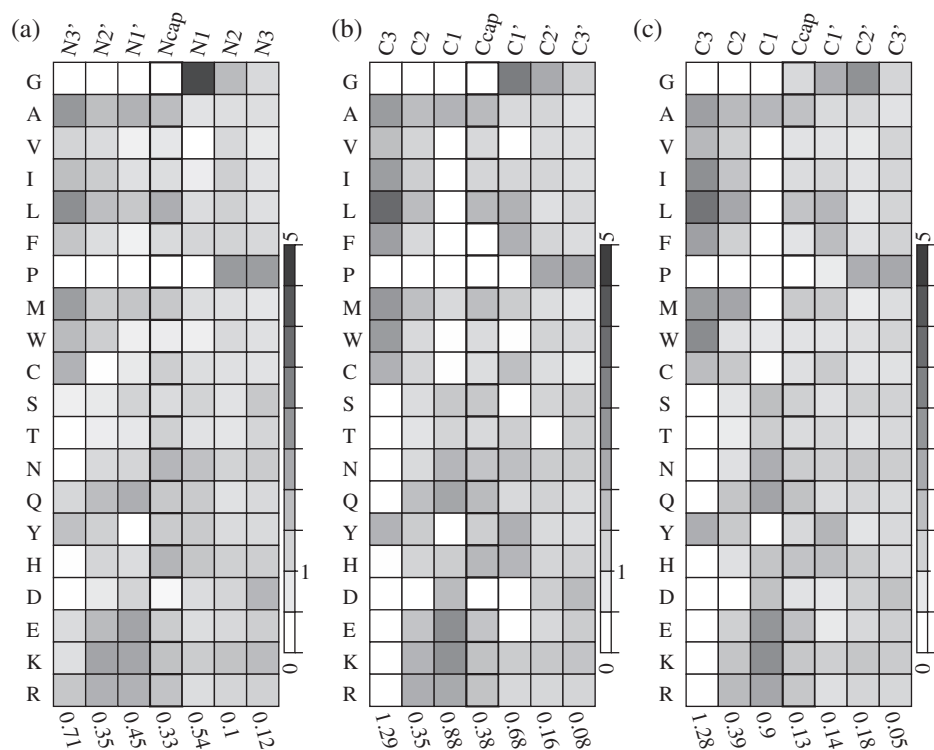 (a) N3' N2' N1' Ncap N1 N2 N3
G
A
V
I
L
F
P
M
W
C
S
T
N
Q
Y
H
D
E
K
R
0.71 0.35 0.45 0.33 0.54 0.1 0.12
5
1
0
(b) C3 C2 C1 Ccap C1' C2' C3'
G
A
V
I
L
F
P
M
W
C
S
T
N
Q
Y
H
D
E
K
R
1.29 0.35 0.88 0.38 0.68 0.16 0.08
5
1
0
(c) C3 C2 C1 Ccap C1' C2' C3'
G
A
V
I
L
F
P
M
W
C
S
T
N
Q
Y
H
D
E
K
R
1.28 0.39 0.9 0.13 0.14 0.18 0.05
5
1
0